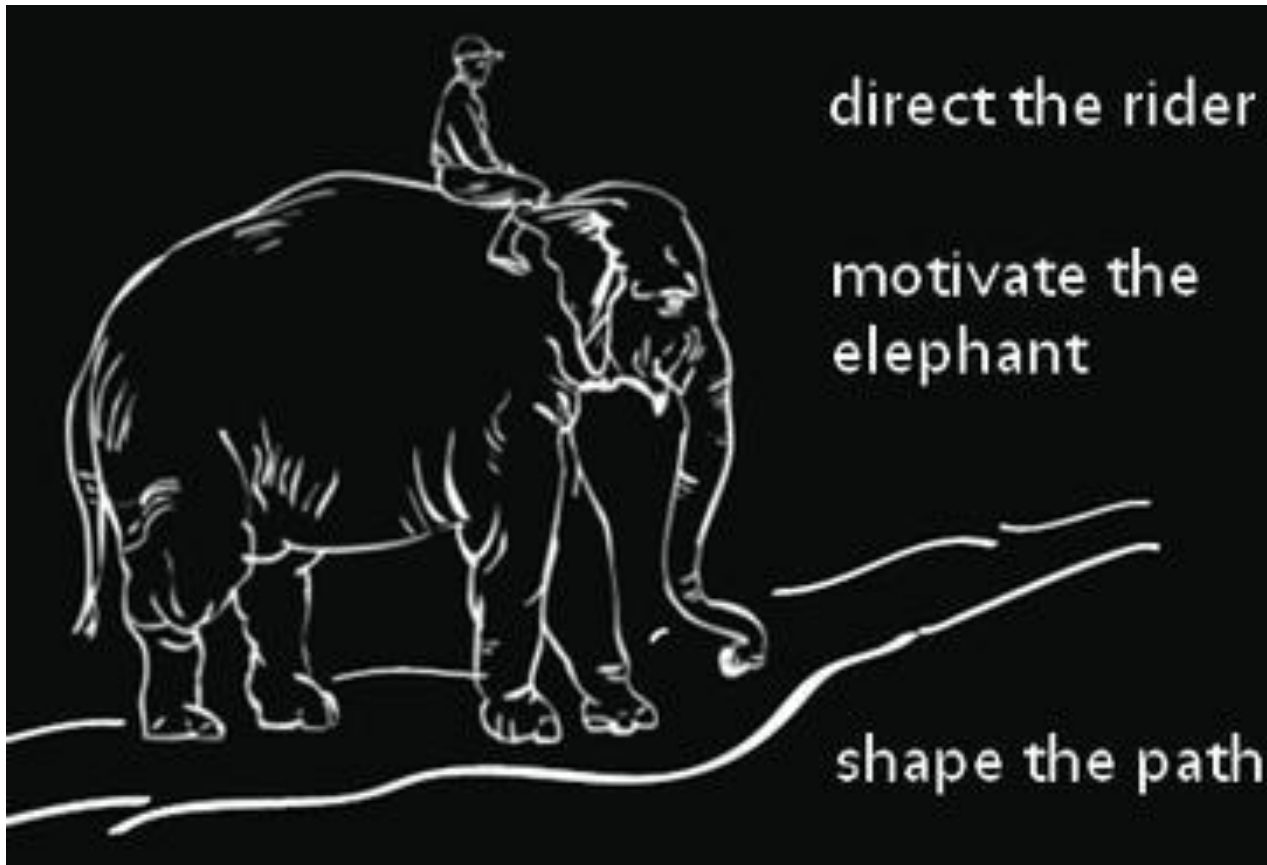 direct the rider
motivate the
elephant
shape the path